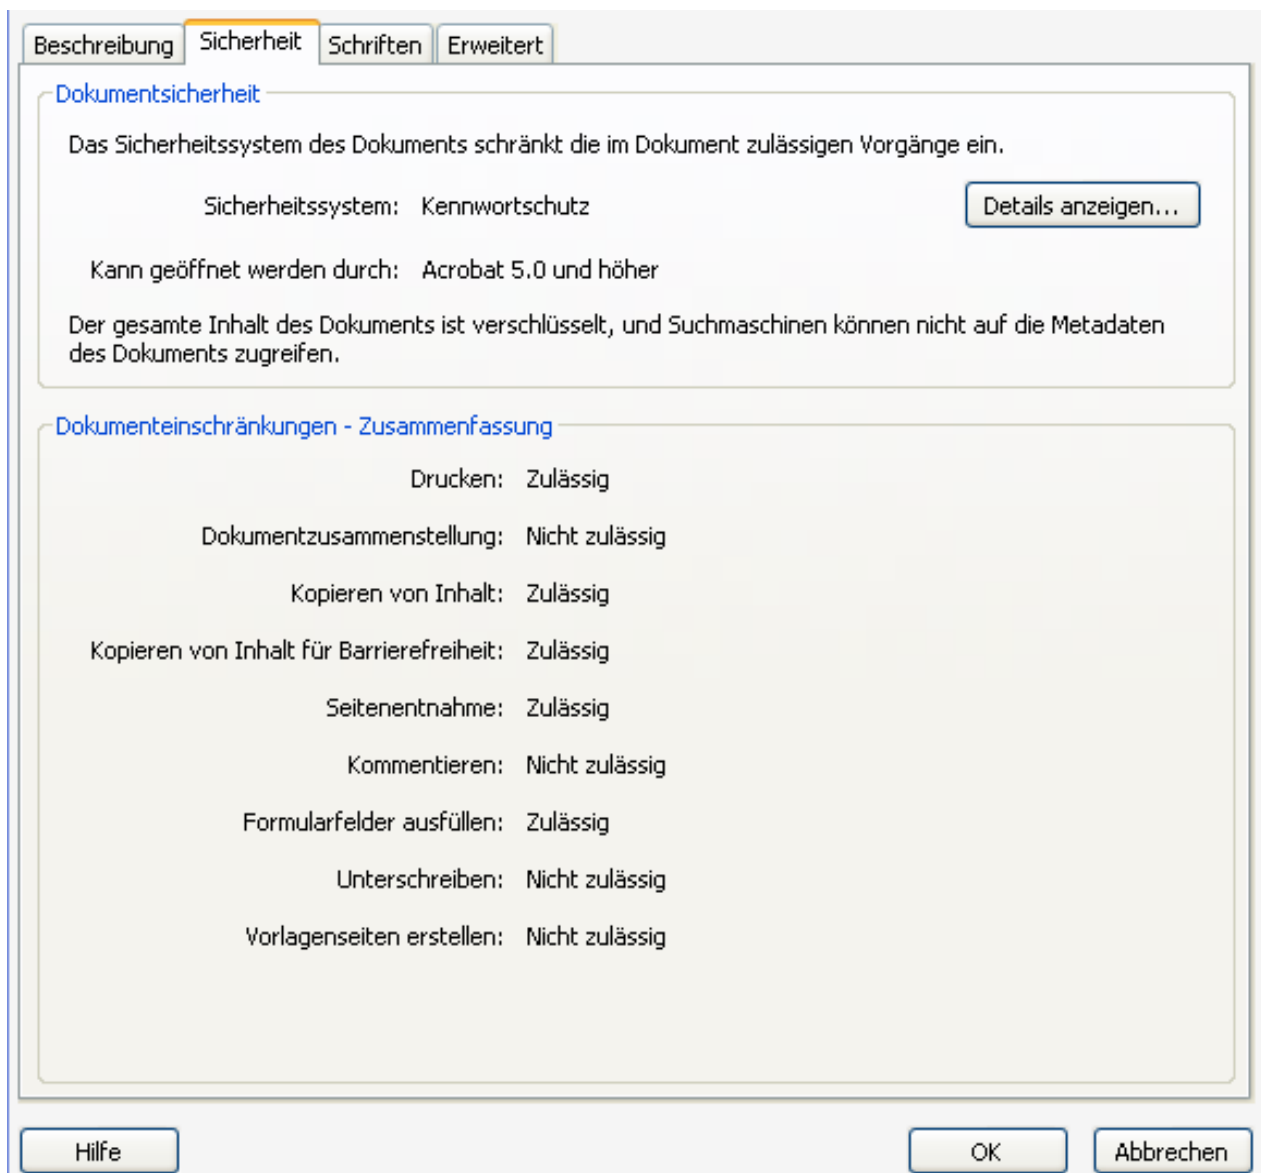 Beschreibung Sicherheit Schriften Erweitert
Dokumentsicherheit
Das Sicherheitssystem des Dokuments schränkt die im Dokument zulässigen Vorgänge ein.
Sicherheitssystem: Kennwortschutz Details anzeigen...
Kann geöffnet werden durch: Acrobat 5.0 und höher
Der gesamte Inhalt des Dokuments ist verschlüsselt, und Suchmaschinen können nicht auf die Metadaten
des Dokuments zugreifen.
Dokumenteinschränkungen - Zusammenfassung
Drucken: Zulässig
Dokumentzusammenstellung: Nicht zulässig
Kopieren von Inhalt: Zulässig
Kopieren von Inhalt für Barrierefreiheit: Zulässig
Seitenentnahme: Zulässig
Kommentieren: Nicht zulässig
Formularfelder ausfüllen: Zulässig
Unterschreiben: Nicht zulässig
Vorlagenseiten erstellen: Nicht zulässig
Hilfe OK Abbrechen